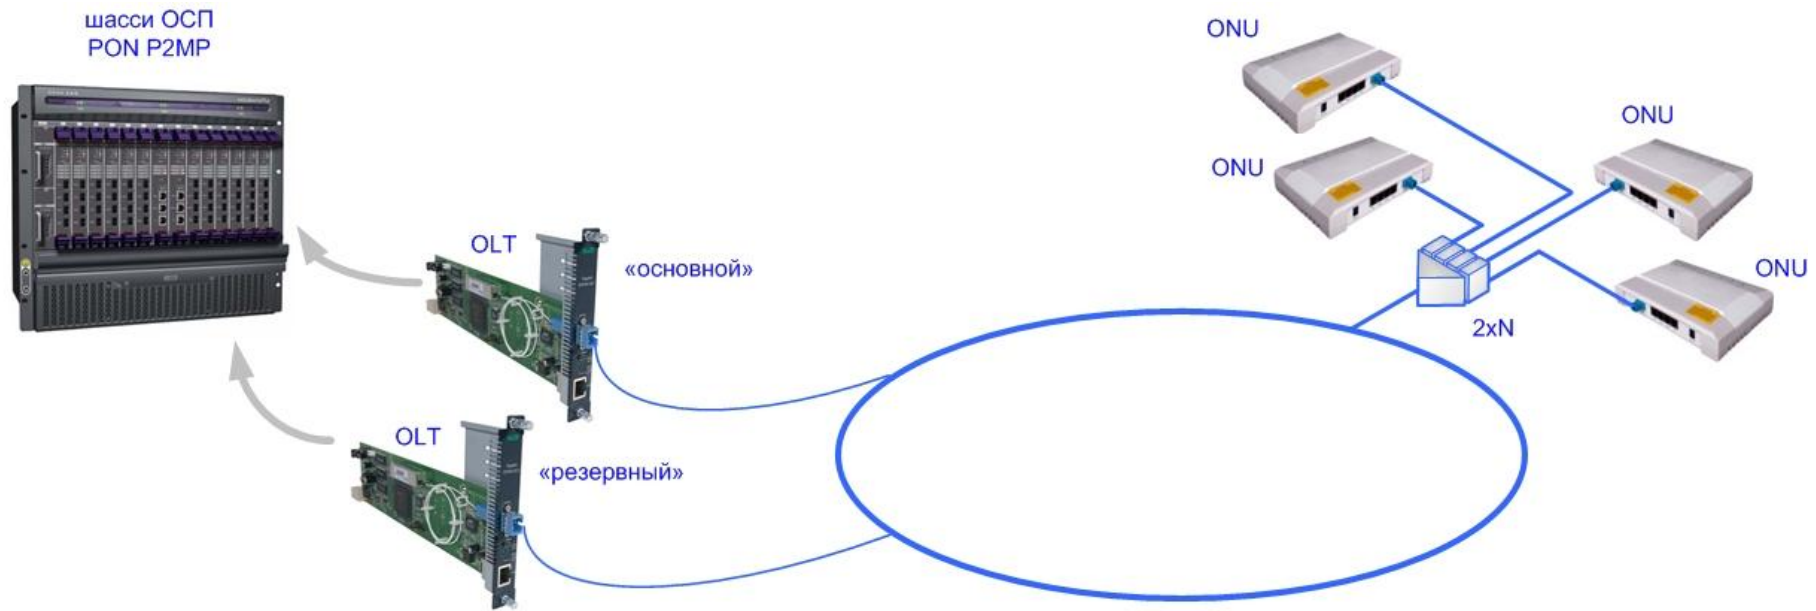 шасси ОСП
PON P2MP
ONU
ONU
ONU
ONU
OLT
«основной»
2xN
OLT
«резервный»